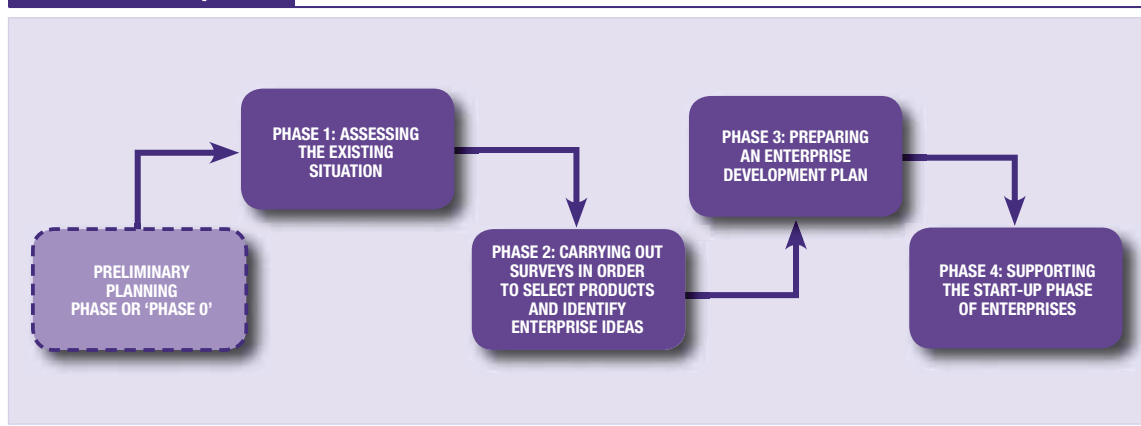 PHASE 1: ASSESSING
THE EXISTING
SITUATION
PHASE 3: PREPARING
AN ENTERPRISE
DEVELOPMENT PLAN
PRELIMINARY
PLANNING
PHASE OR ‘PHASE 0’
PHASE 2: CARRYING OUT
SURVEYS IN ORDER
TO SELECT PRODUCTS
AND IDENTIFY
ENTERPRISE IDEAS
PHASE 4: SUPPORTING
THE START-UP PHASE
OF ENTERPRISES